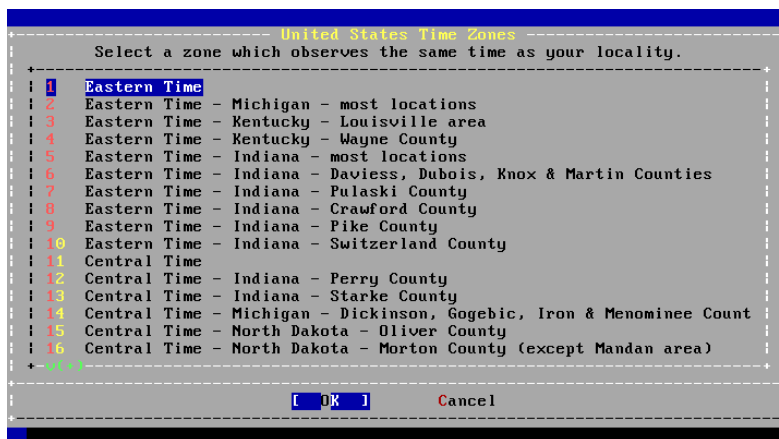 United States Time Zones
Select a zone which observes the same time as your locality.
1 Eastern Time
2 Eastern Time - Michigan - most locations
3 Eastern Time - Kentucky - Louisville area
4 Eastern Time - Kentucky - Wayne County
5 Eastern Time - Indiana - most locations
6 Eastern Time - Indiana - Daviess, Dubois, Knox & Martin Counties
7 Eastern Time - Indiana - Pulaski County
8 Eastern Time - Indiana - Crawford County
9 Eastern Time - Indiana - Pike County
10 Eastern Time - Indiana - Switzerland County
11 Central Time
12 Central Time - Indiana - Perry County
13 Central Time - Indiana - Starke County
14 Central Time - Michigan - Dickinson, Gogebic, Iron & Menominee Count
15 Central Time - North Dakota - Oliver County
16 Central Time - North Dakota - Morton County (except Mandan area)
v(+)
[ OK ] Cancel